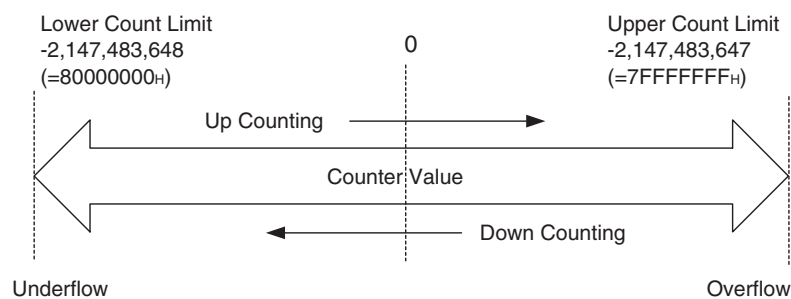 Lower Count Limit
-2,147,483,648
(=80000000H)
0
Upper Count Limit
-2,147,483,647
(=7FFFFFFFH)
Up Counting
Counter Value
Down Counting
Underflow
Overflow